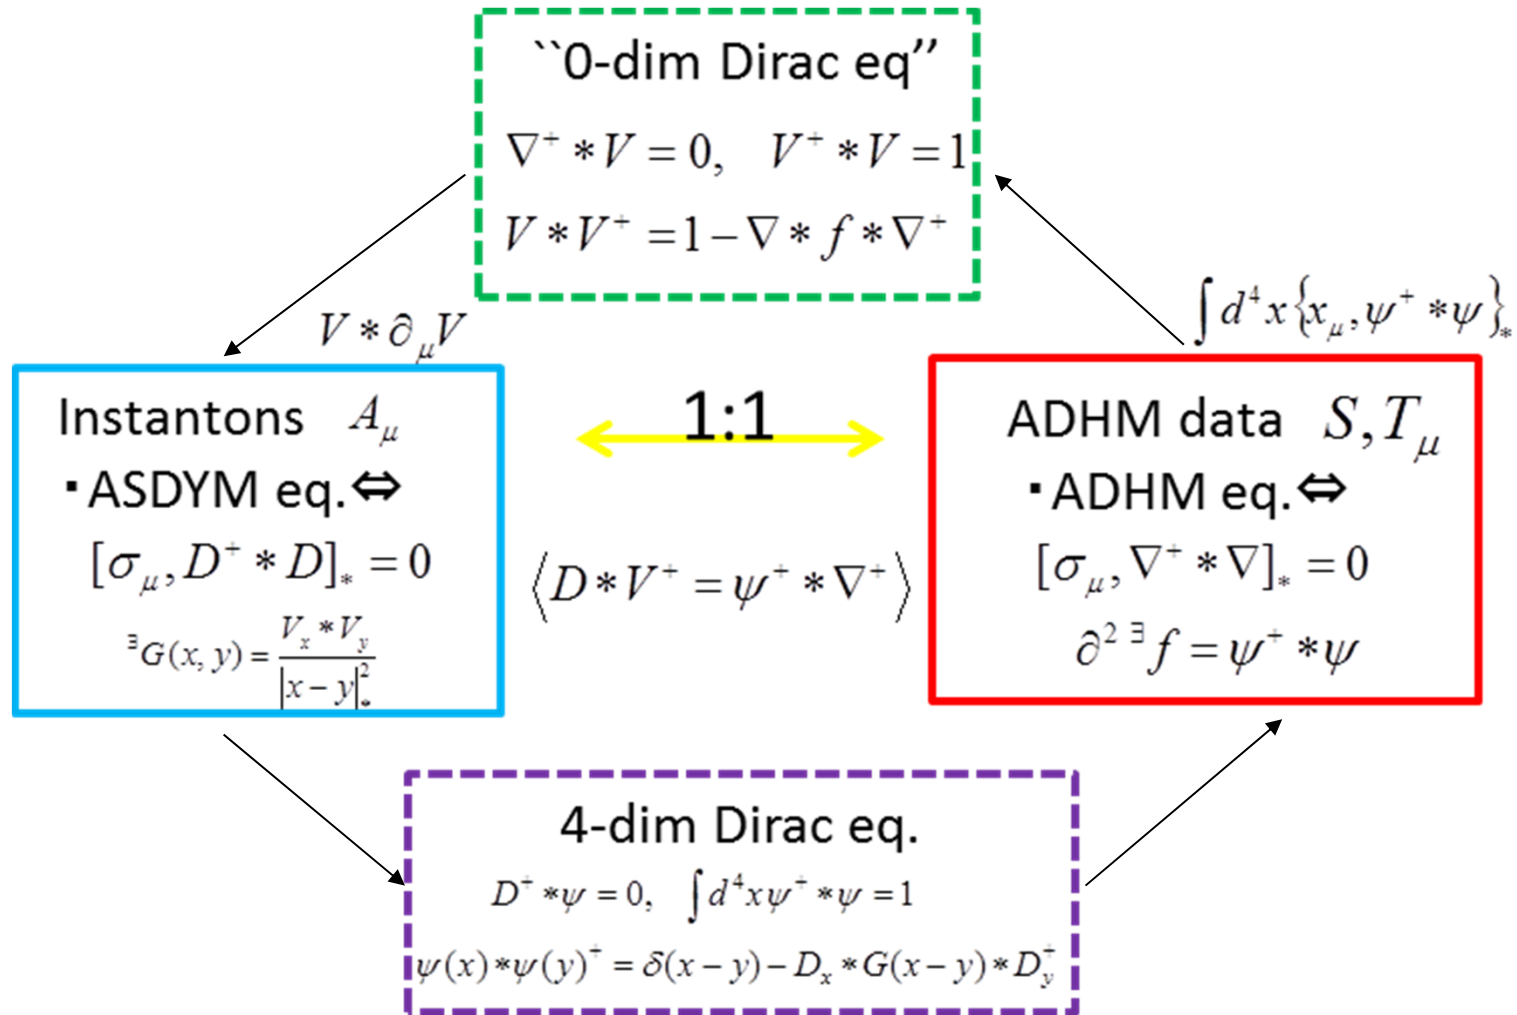 ``0-dim Dirac eq’’
∇⁺ * V = 0, V⁺ * V = 1
V * V⁺ = 1 − ∇ * f * ∇⁺
V * ∂_μ V
∫ d⁴x {x_μ, ψ⁺ * ψ}_*
Instantons A_μ
・ASDYM eq.⇔
[σ_μ, D⁺ * D]_* = 0
∃G(x, y) = (V_x * V_y) / |x − y|²_*
1:1
⟨D * V⁺ = ψ⁺ * ∇⁺⟩
ADHM data S, T_μ
・ADHM eq.⇔
[σ_μ, ∇⁺ * ∇]_* = 0
∂² ∃f = ψ⁺ * ψ
4-dim Dirac eq.
D⁺ * ψ = 0, ∫ d⁴x ψ⁺ * ψ = 1
ψ(x) * ψ(y)⁺ = δ(x − y) − D_x * G(x − y) * D_y⁺